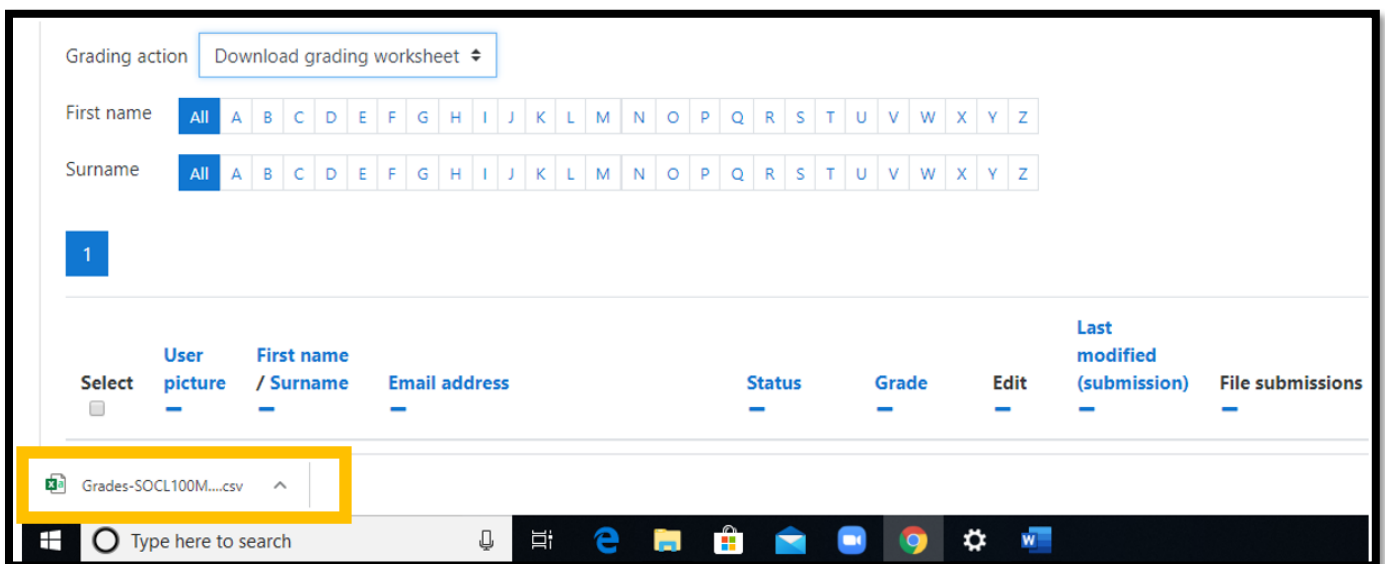 Grading action Download grading worksheet
First name All A B C D E F G H I J K L M N O P Q R S T U V W X Y Z
Surname All A B C D E F G H I J K L M N O P Q R S T U V W X Y Z
1
Select User picture First name / Surname Email address Status Grade Edit Last modified (submission) File submissions
Grades-SOCL100M....csv
Type here to search